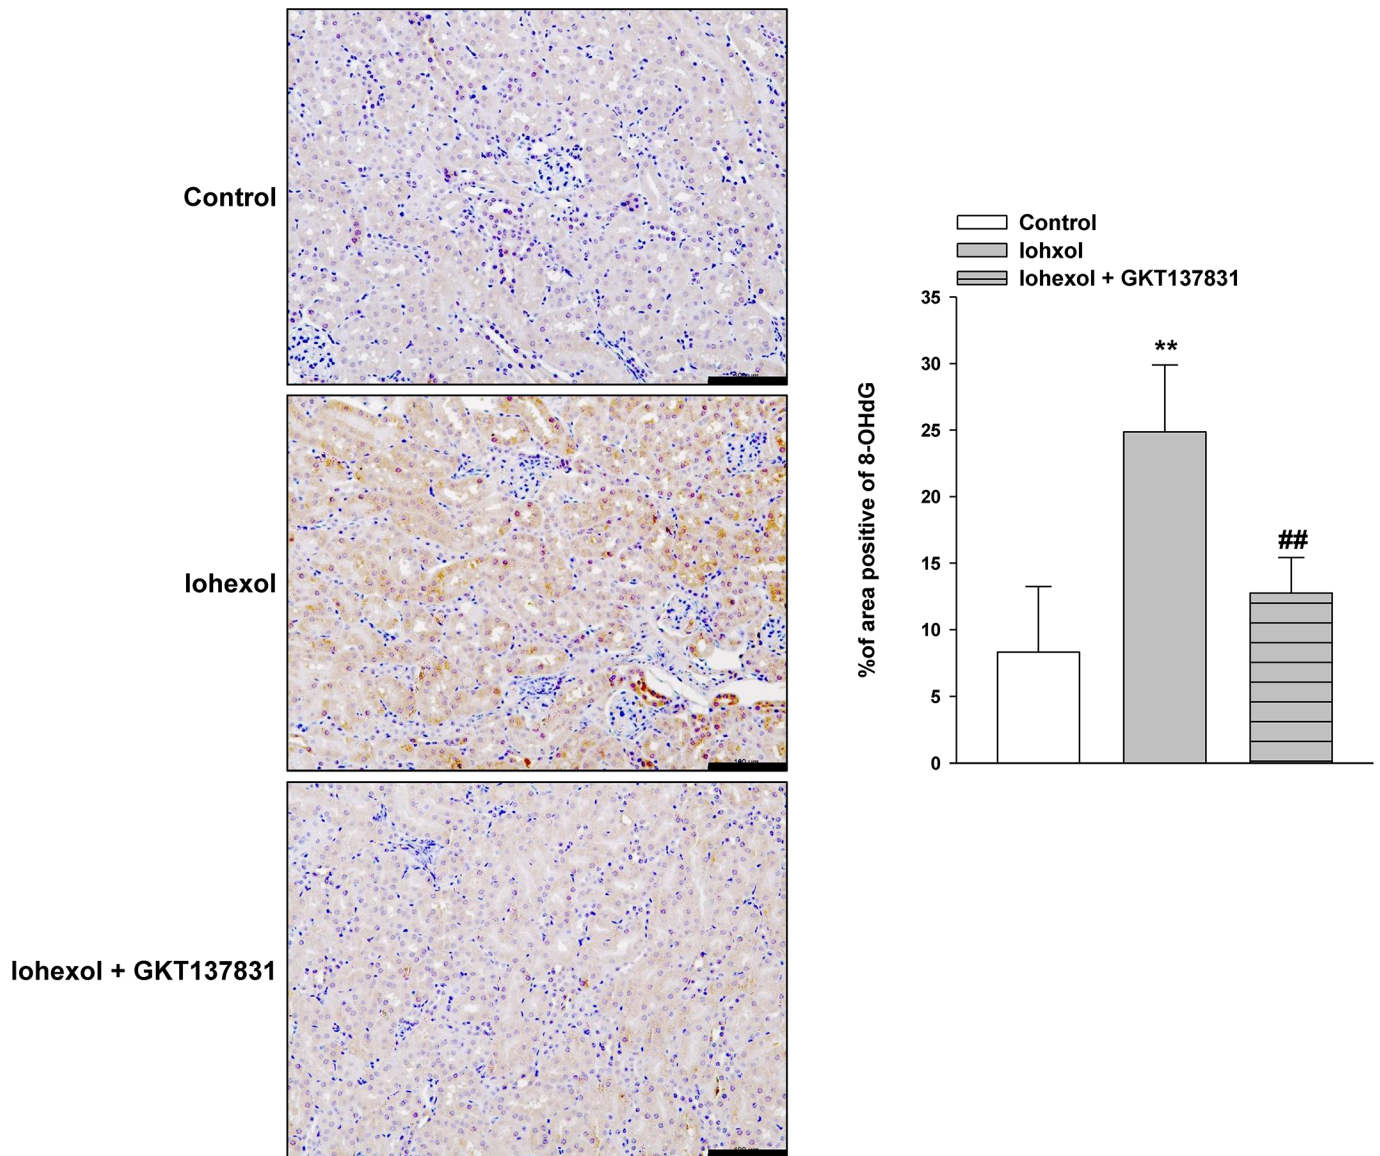 Control
Iohexol
Iohexol + GKT137831
Control
Iohxol
Iohexol + GKT137831
35
30
25
20
15
10
5
0
%of area positive of 8-OHdG
**
##